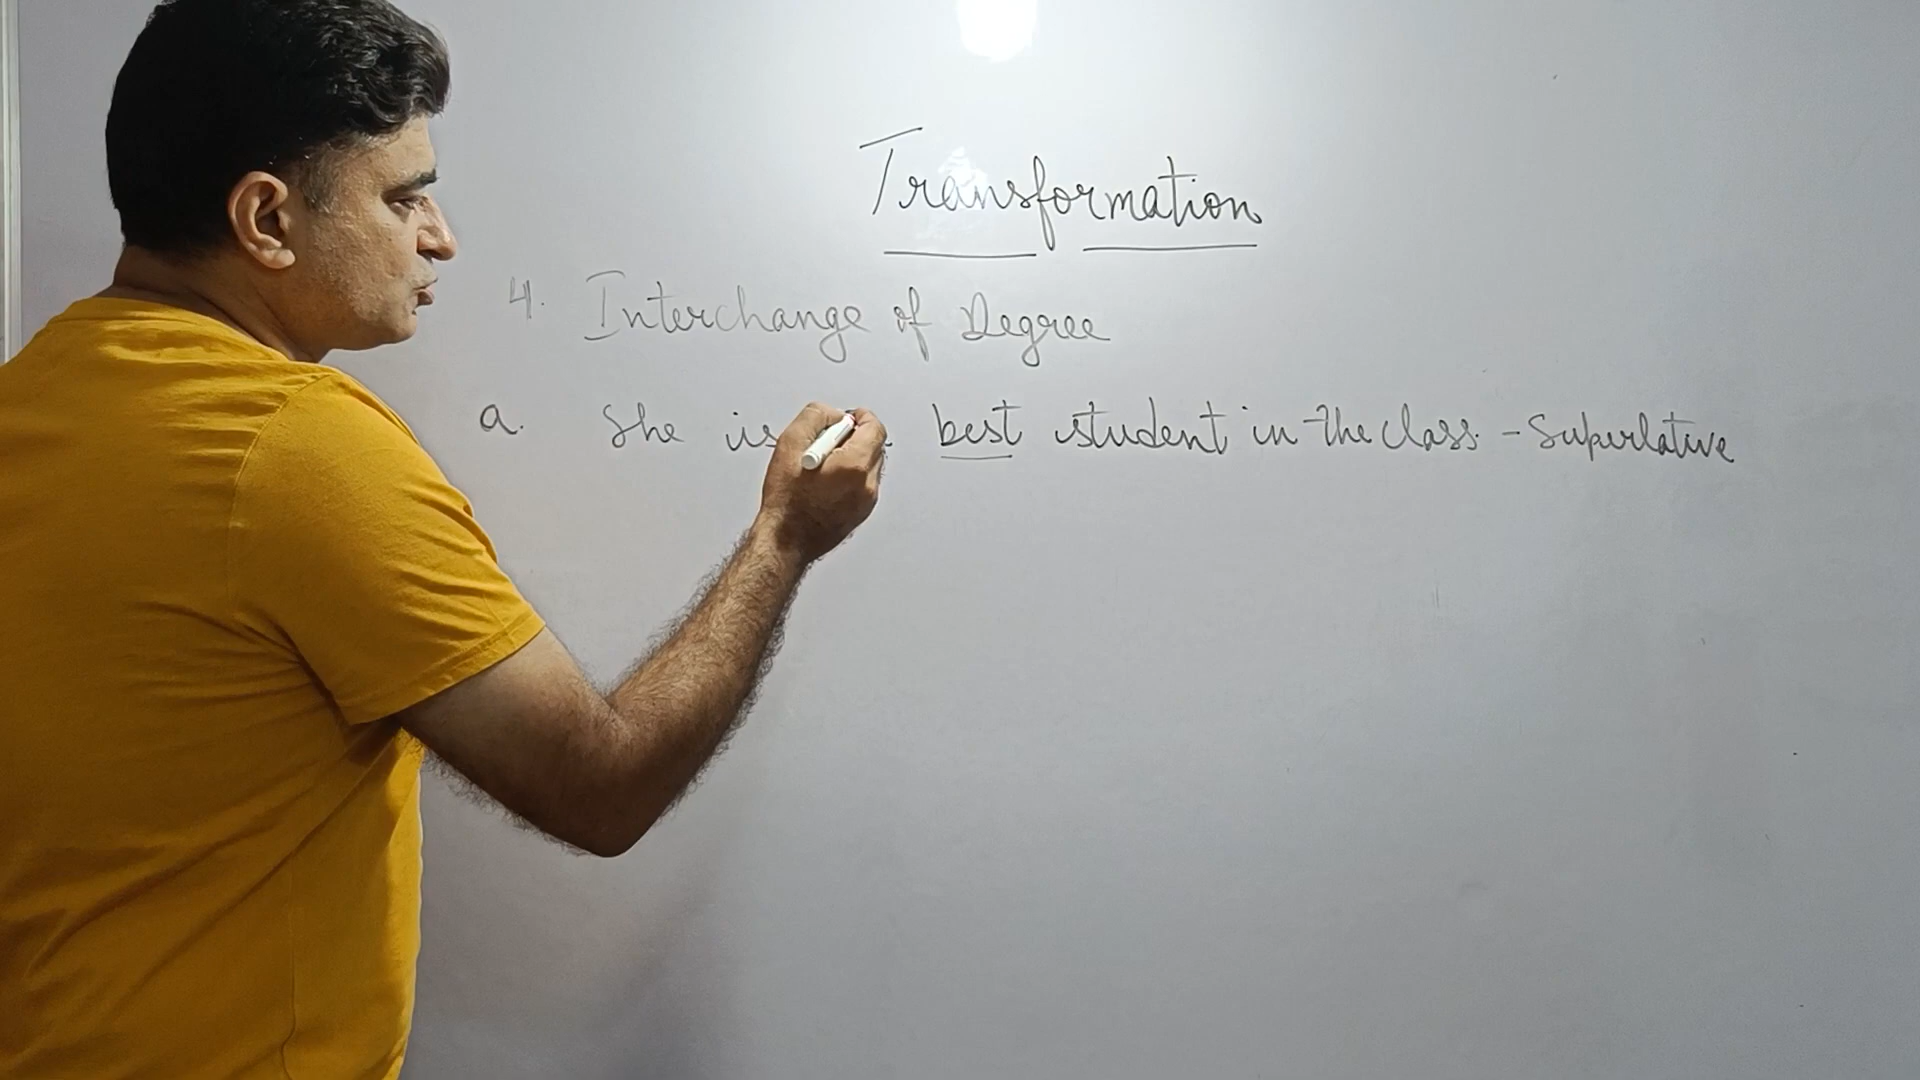 Transformation
4. Interchange of Degree
a. She is best student in the class. - Superlative